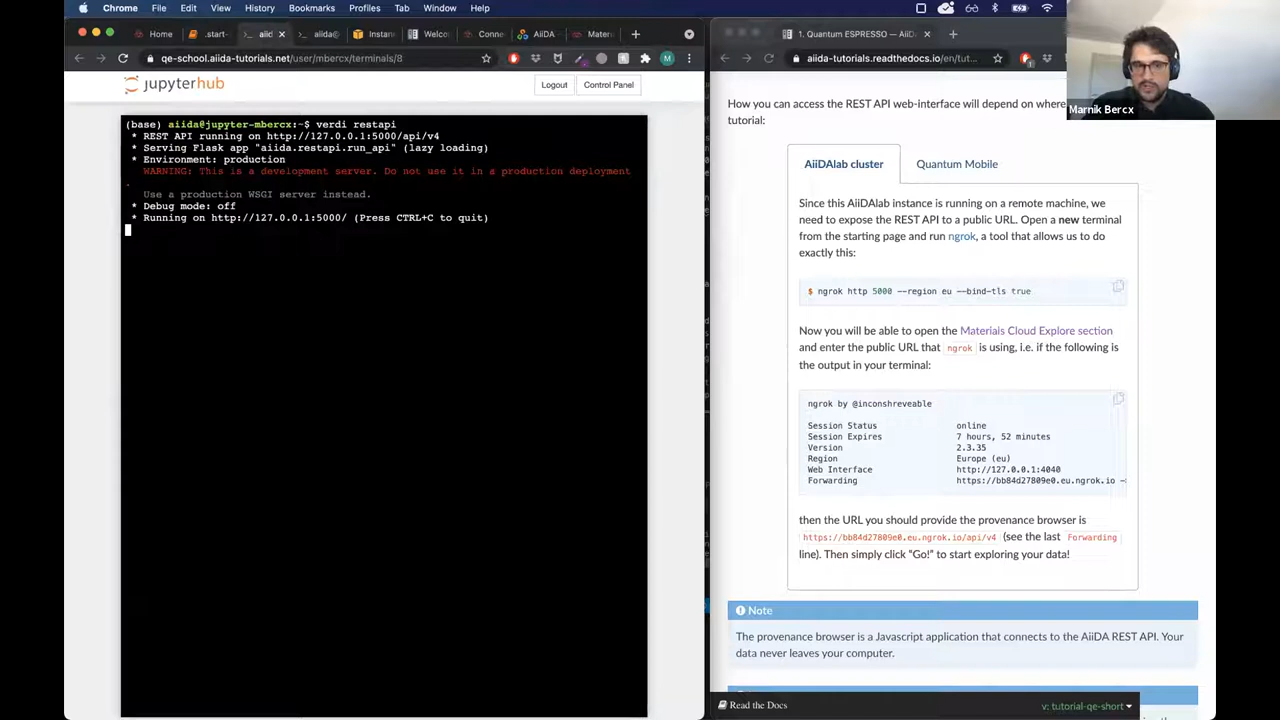 Chrome File Edit View History Bookmarks Profiles Tab Window Help
Home .start- aiid aiida@ Instan Welco Conne AiiDA Materi
1. Quantum ESPRESSO — AiiD
qe-school.aiida-tutorials.net/user/mbercx/terminals/8
aiida-tutorials.readthedocs.io/en/tut...
jupyterhub
Logout Control Panel
Marnik Bercx
(base) aiida@jupyter-mbercx:~$ verdi restapi
* REST API running on http://127.0.0.1:5000/api/v4
* Serving Flask app "aiida.restapi.run_api" (lazy loading)
* Environment: production
WARNING: This is a development server. Do not use it in a production deployment
.
Use a production WSGI server instead.
* Debug mode: off
* Running on http://127.0.0.1:5000/ (Press CTRL+C to quit)
How you can access the REST API web-interface will depend on where
tutorial:
AiiDAlab cluster Quantum Mobile
Since this AiiDAlab instance is running on a remote machine, we
need to expose the REST API to a public URL. Open a new terminal
from the starting page and run ngrok, a tool that allows us to do
exactly this:
$ ngrok http 5000 --region eu --bind-tls true
Now you will be able to open the Materials Cloud Explore section
and enter the public URL that ngrok is using, i.e. if the following is
the output in your terminal:
ngrok by @inconshreveable
Session Status online
Session Expires 7 hours, 52 minutes
Version 2.3.35
Region Europe (eu)
Web Interface http://127.0.0.1:4040
Forwarding https://bb84d27809e0.eu.ngrok.io -
then the URL you should provide the provenance browser is
https://bb84d27809e0.eu.ngrok.io/api/v4 (see the last Forwarding
line). Then simply click “Go!” to start exploring your data!
Note
The provenance browser is a Javascript application that connects to the AiiDA REST API. Your
data never leaves your computer.
Read the Docs v: tutorial-qe-short